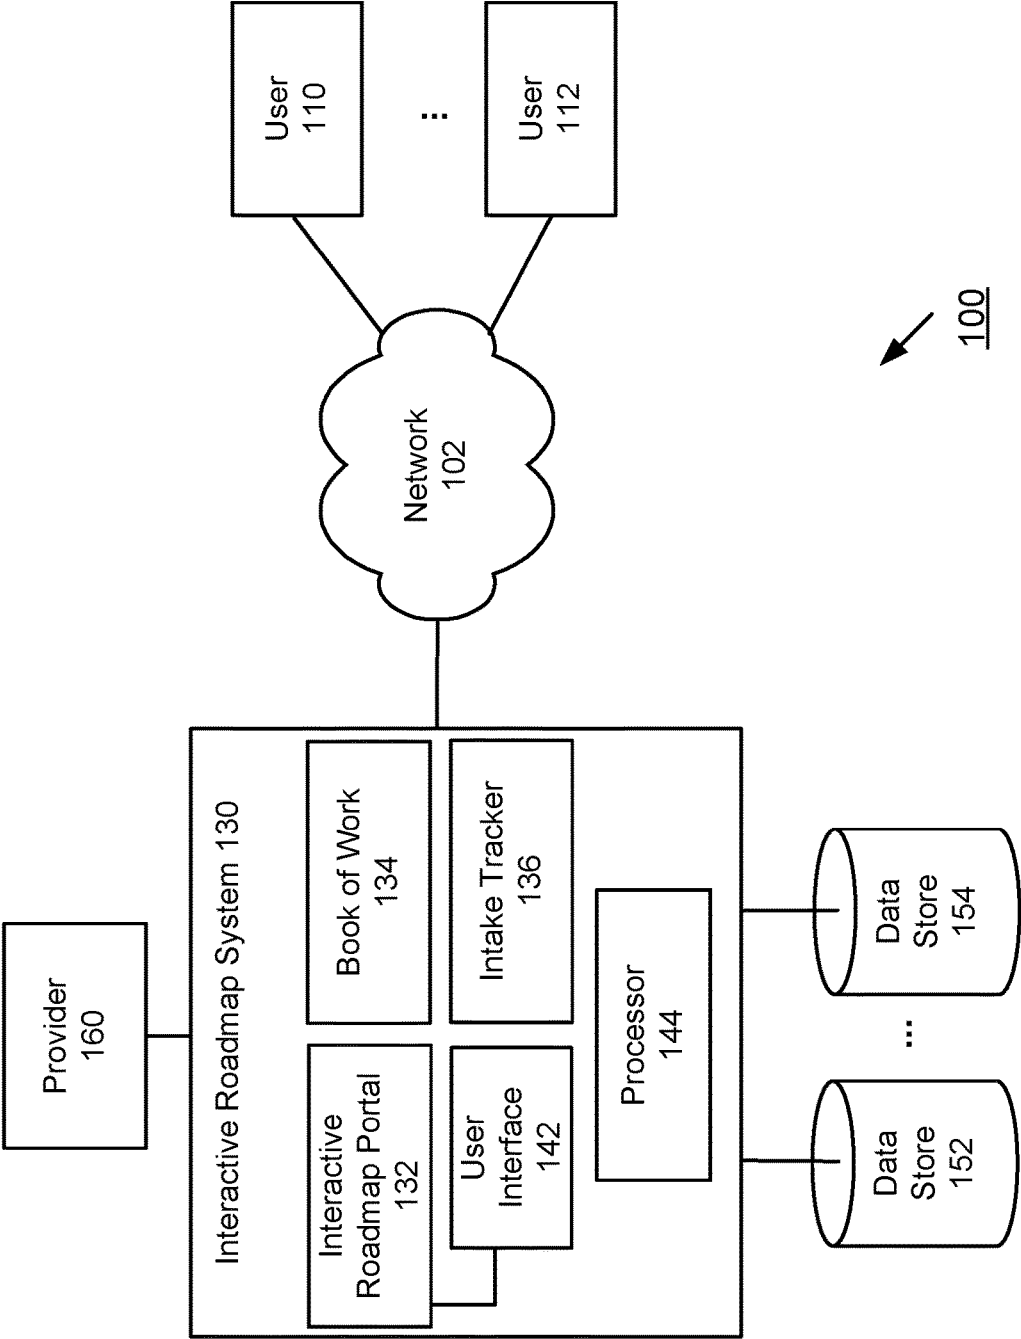 Provider
160
Interactive Roadmap System 130
Interactive
Roadmap Portal
132
Book of Work
134
User
Interface
142
Intake Tracker
136
Processor
144
Data
Store
152
...
Data
Store
154
Network
102
User
110
...
User
112
100